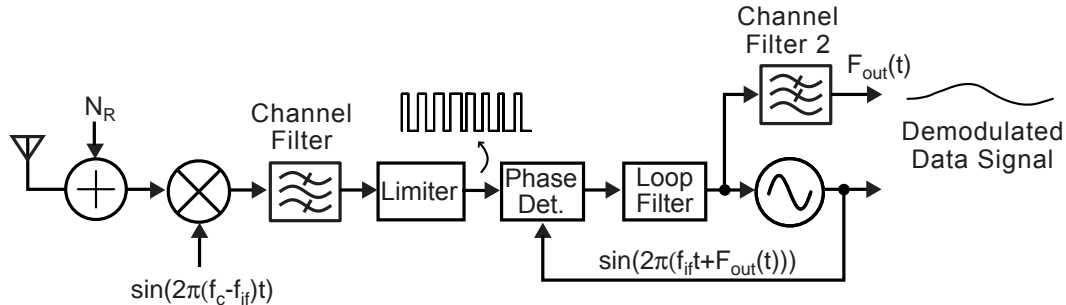 Channel
Filter 2
F_out(t)
N_R
Channel
Filter
Demodulated
Data Signal
Limiter
Phase
Det.
Loop
Filter
sin(2π(f_c-f_if)t)
sin(2π(f_ift+F_out(t)))